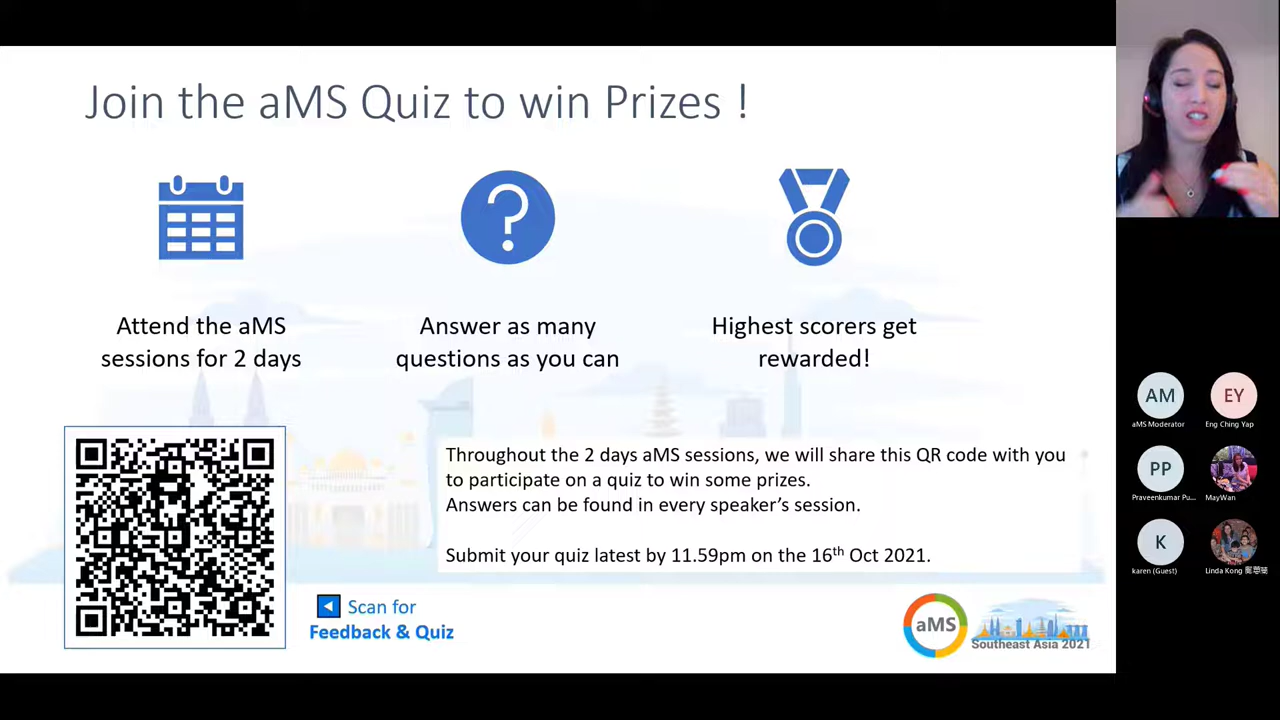 Join the aMS Quiz to win Prizes !
Attend the aMS
sessions for 2 days
Answer as many
questions as you can
Highest scorers get
rewarded!
Throughout the 2 days aMS sessions, we will share this QR code with you
to participate on a quiz to win some prizes.
Answers can be found in every speaker's session.
Submit your quiz latest by 11.59pm on the 16th Oct 2021.
Scan for
Feedback & Quiz
aMS
Southeast Asia 2021
AM
aMS Moderator
EY
Eng Ching Yap
PP
Praveenkumar Pu...
MayWan
K
karen (Guest)
Linda Kong